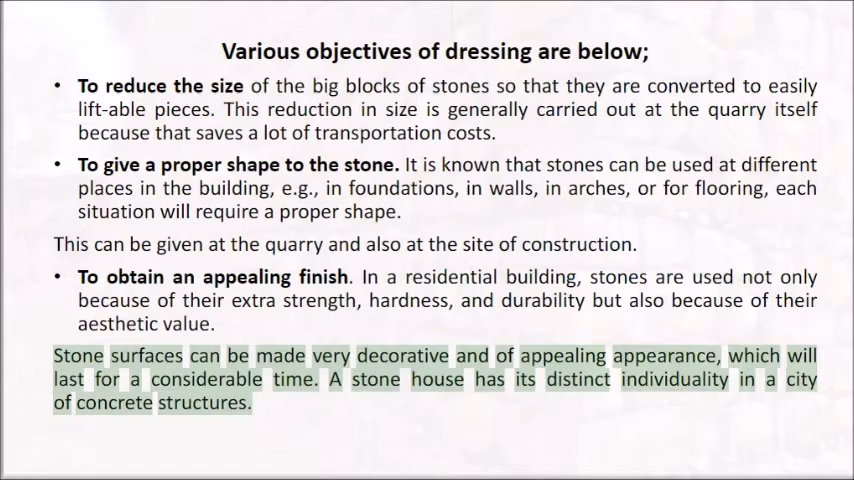 Various objectives of dressing are below;
• To reduce the size of the big blocks of stones so that they are converted to easily
lift-able pieces. This reduction in size is generally carried out at the quarry itself
because that saves a lot of transportation costs.
• To give a proper shape to the stone. It is known that stones can be used at different
places in the building, e.g., in foundations, in walls, in arches, or for flooring, each
situation will require a proper shape.
This can be given at the quarry and also at the site of construction.
• To obtain an appealing finish. In a residential building, stones are used not only
because of their extra strength, hardness, and durability but also because of their
aesthetic value.
Stone surfaces can be made very decorative and of appealing appearance, which will
last for a considerable time. A stone house has its distinct individuality in a city
of concrete structures.